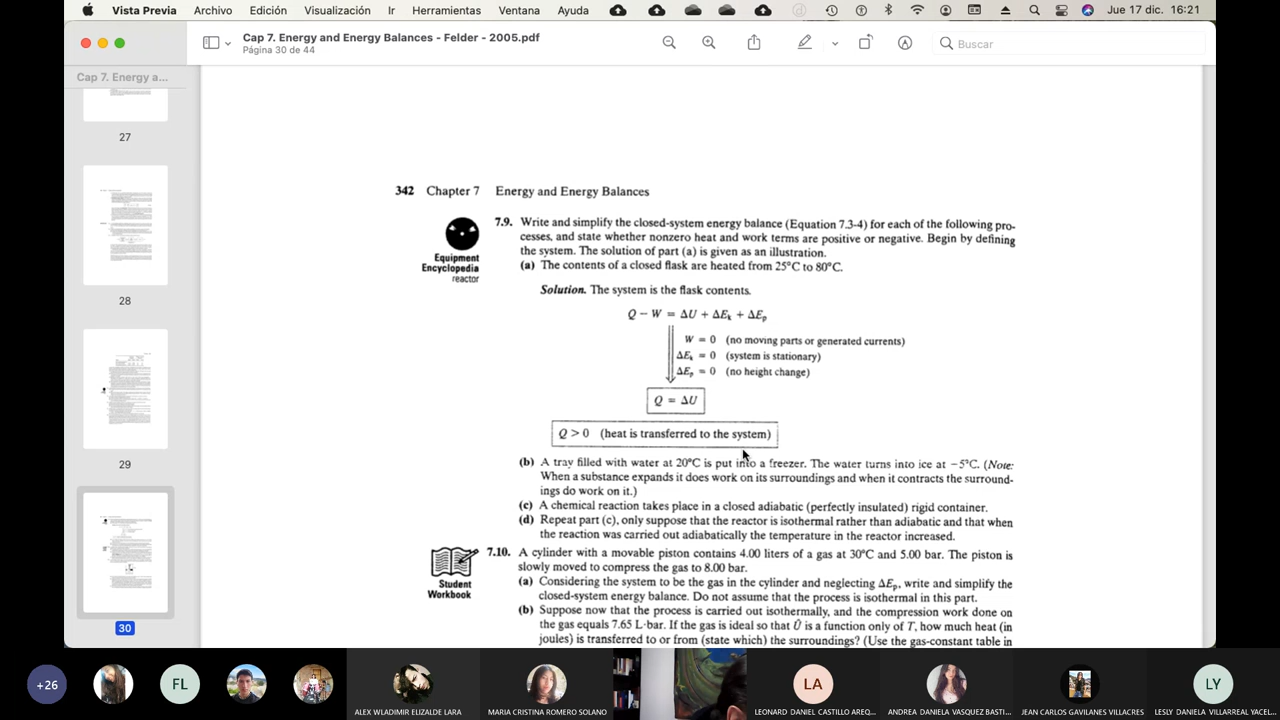 Vista Previa Archivo Edición Visualización Ir Herramientas Ventana Ayuda Jue 17 dic. 16:21
Cap 7. Energy and Energy Balances - Felder - 2005.pdf
Página 30 de 44
Buscar
Cap 7. Energy a...
27
28
29
30
342 Chapter 7 Energy and Energy Balances
Equipment
Encyclopedia
reactor
7.9. Write and simplify the closed-system energy balance (Equation 7.3-4) for each of the following pro-
cesses, and state whether nonzero heat and work terms are positive or negative. Begin by defining
the system. The solution of part (a) is given as an illustration.
(a) The contents of a closed flask are heated from 25°C to 80°C.
Solution. The system is the flask contents.
Q − W = ΔU + ΔEk + ΔEp
W = 0 (no moving parts or generated currents)
ΔEk = 0 (system is stationary)
ΔEp = 0 (no height change)
Q = ΔU
Q > 0 (heat is transferred to the system)
(b) A tray filled with water at 20°C is put into a freezer. The water turns into ice at −5°C. (Note:
When a substance expands it does work on its surroundings and when it contracts the surround-
ings do work on it.)
(c) A chemical reaction takes place in a closed adiabatic (perfectly insulated) rigid container.
(d) Repeat part (c), only suppose that the reactor is isothermal rather than adiabatic and that when
the reaction was carried out adiabatically the temperature in the reactor increased.
Student
Workbook
7.10. A cylinder with a movable piston contains 4.00 liters of a gas at 30°C and 5.00 bar. The piston is
slowly moved to compress the gas to 8.00 bar.
(a) Considering the system to be the gas in the cylinder and neglecting ΔEp, write and simplify the
closed-system energy balance. Do not assume that the process is isothermal in this part.
(b) Suppose now that the process is carried out isothermally, and the compression work done on
the gas equals 7.65 L·bar. If the gas is ideal so that Û is a function only of T, how much heat (in
joules) is transferred to or from (state which) the surroundings? (Use the gas-constant table in
+26
FL
LA
LY
ALEX WLADIMIR ELIZALDE LARA
MARIA CRISTINA ROMERO SOLANO
LEONARD DANIEL CASTILLO AREQ...
ANDREA DANIELA VASQUEZ BASTI...
JEAN CARLOS GAVILANES VILLACRES
LESLY DANIELA VILLARREAL YACEL...